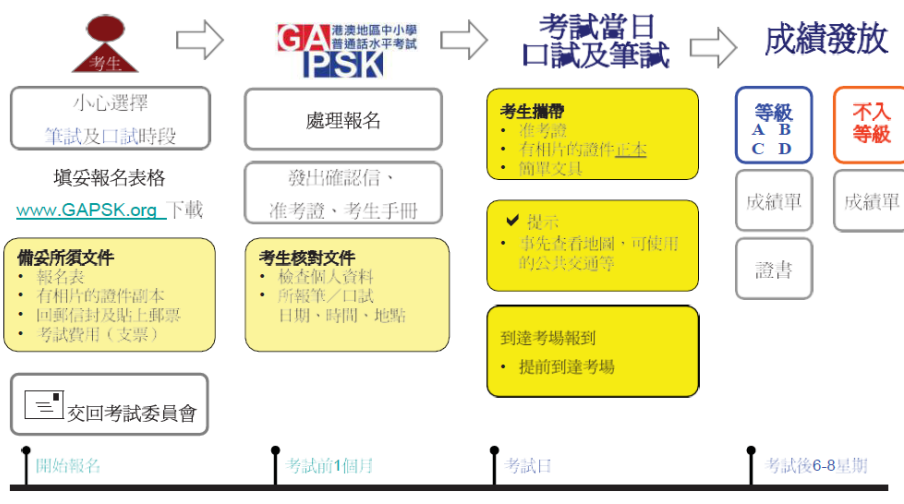 考生
小心選擇
筆試及口試時段
填妥報名表格
www.GAPSK.org 下載
備妥所須文件
• 報名表
• 有相片的證件副本
• 回郵信封及貼上郵票
• 考試費用（支票）
交回考試委員會
開始報名
GAPSK
港澳地區中小學
普通話水平考試
處理報名
發出確認信、
准考證、考生手冊
考生核對文件
• 檢查個人資料
• 所報筆／口試
日期、時間、地點
考試前1個月
考試當日
口試及筆試
考生攜帶
• 准考證
• 有相片的證件正本
• 簡單文具
✔ 提示
• 事先查看地圖，可使用
的公共交通等
到達考場報到
• 提前到達考場
考試日
成績發放
等級
A B
C D
成績單
證書
不入
等級
成績單
考試後6-8星期